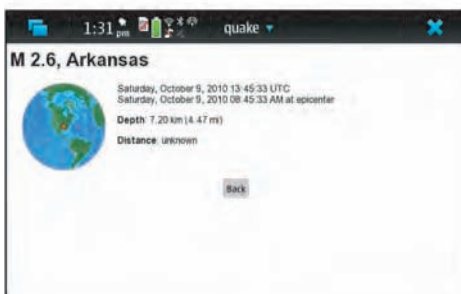 1:31 pm quake
M 2.6, Arkansas
Saturday, October 9, 2010 13:45:33 UTC
Saturday, October 9, 2010 08:45:33 AM at epicenter
Depth: 7.20 km (4.47 mi)
Distance: unknown
Back